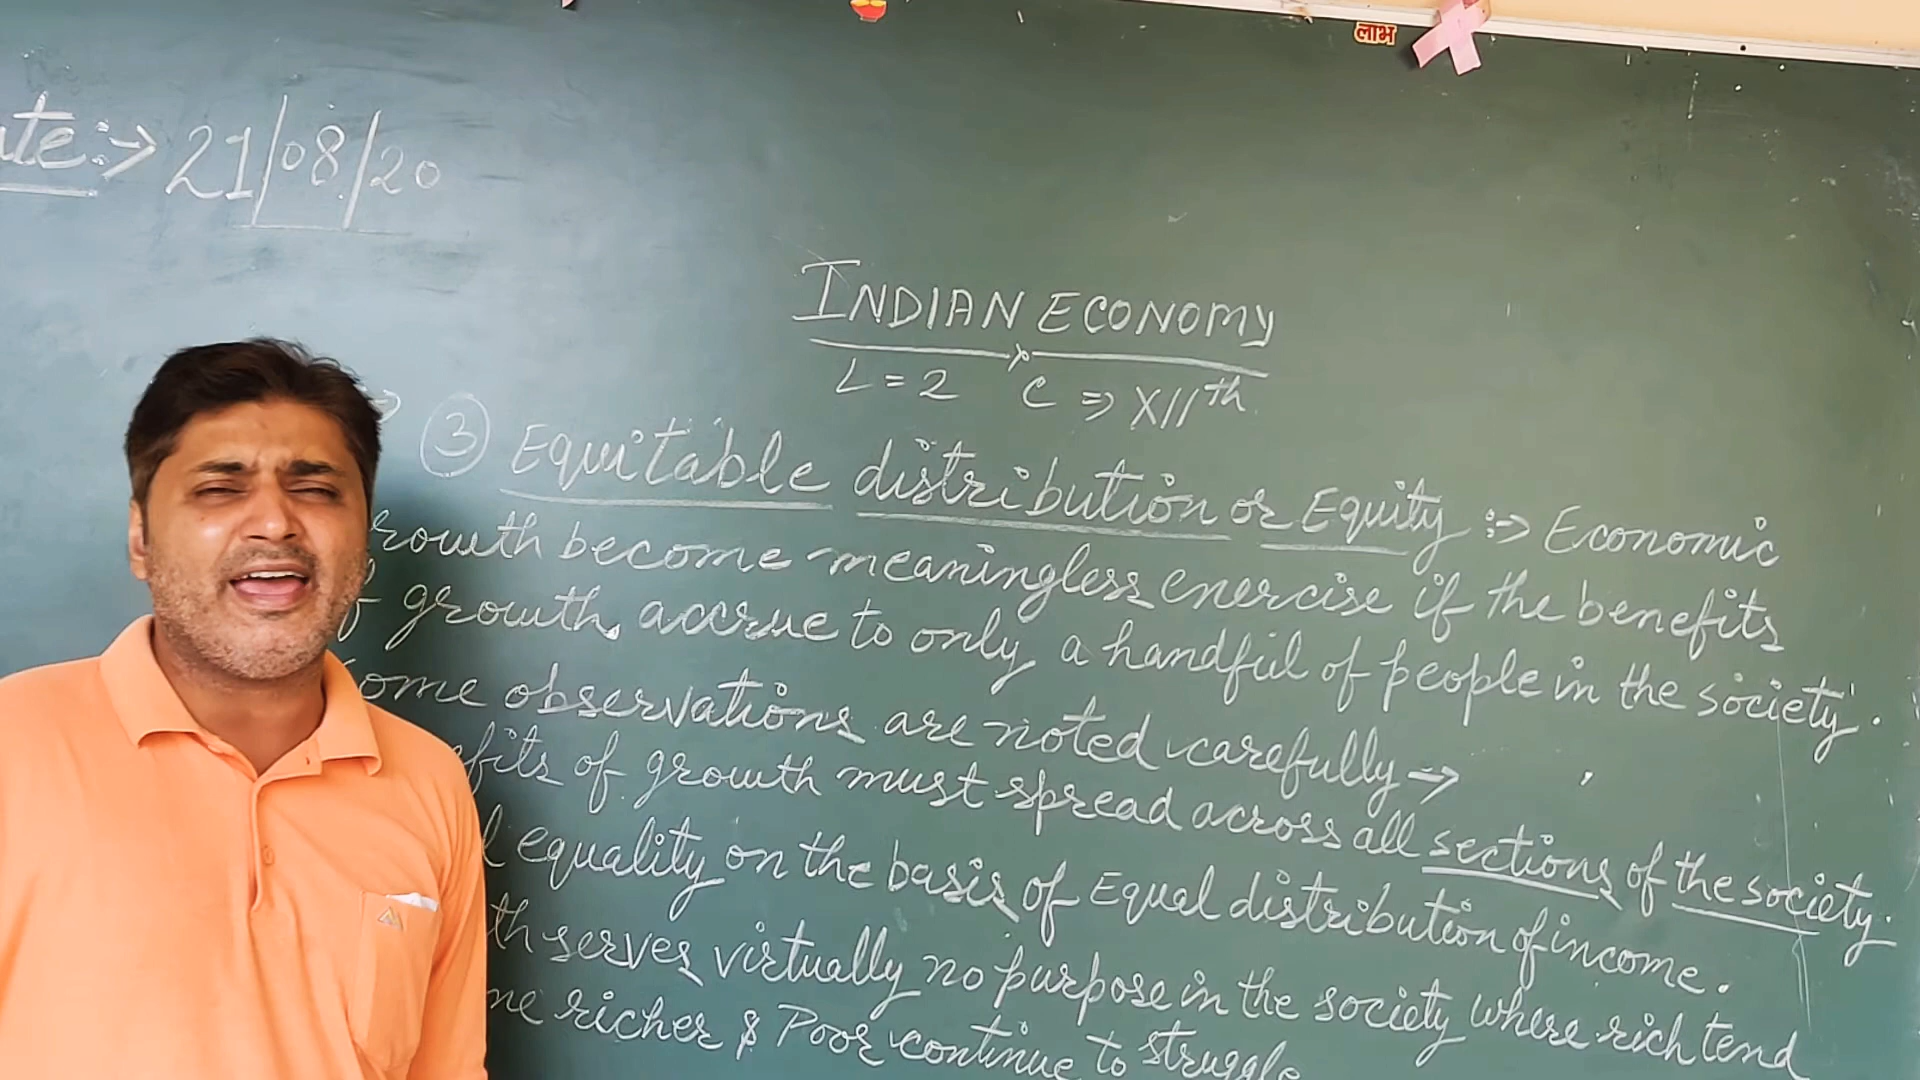 लाभ
ate:-> 21/08/20
INDIAN ECONOMY
L=2 C => XIIth
③ Equitable distribution or Equity :-> Economic
rowth become meaningless enercise if the benefits
f growth, accrue to only a handful of people in the society.
ome observations are noted carefully ->
efits of growth must spread across all sections of the society.
l equality on the basis of Equal distribution of income.
th serves virtually no purpose in the society where rich tend
me richer & Poor continue to struggle